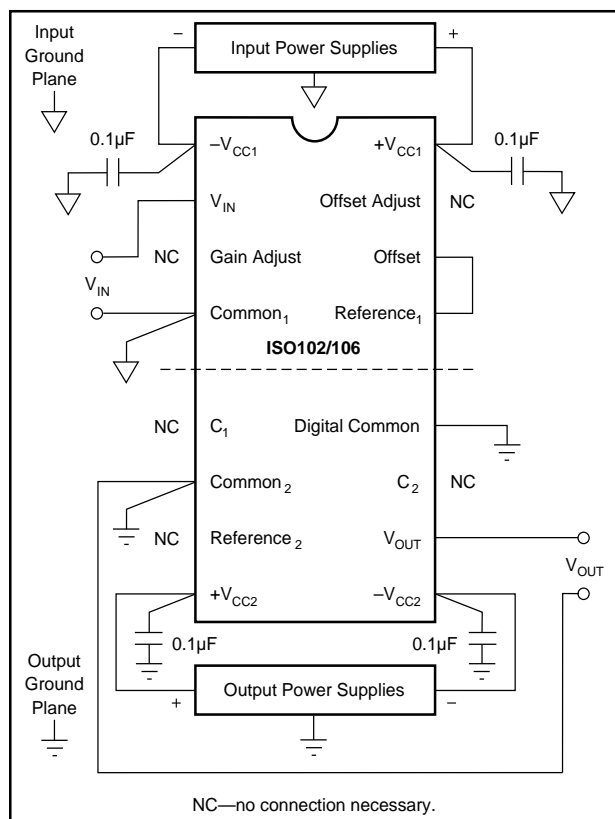 Input
Ground
Plane
– Input Power Supplies +
0.1µF
0.1µF
–V_CC1
+V_CC1
V_IN
Offset Adjust
NC
NC
Gain Adjust
Offset
V_IN
Common_1
Reference_1
ISO102/106
NC
C_1
Digital Common
Common_2
C_2
NC
NC
Reference_2
V_OUT
V_OUT
+V_CC2
–V_CC2
0.1µF
0.1µF
Output
Ground
Plane
+ Output Power Supplies –
NC—no connection necessary.